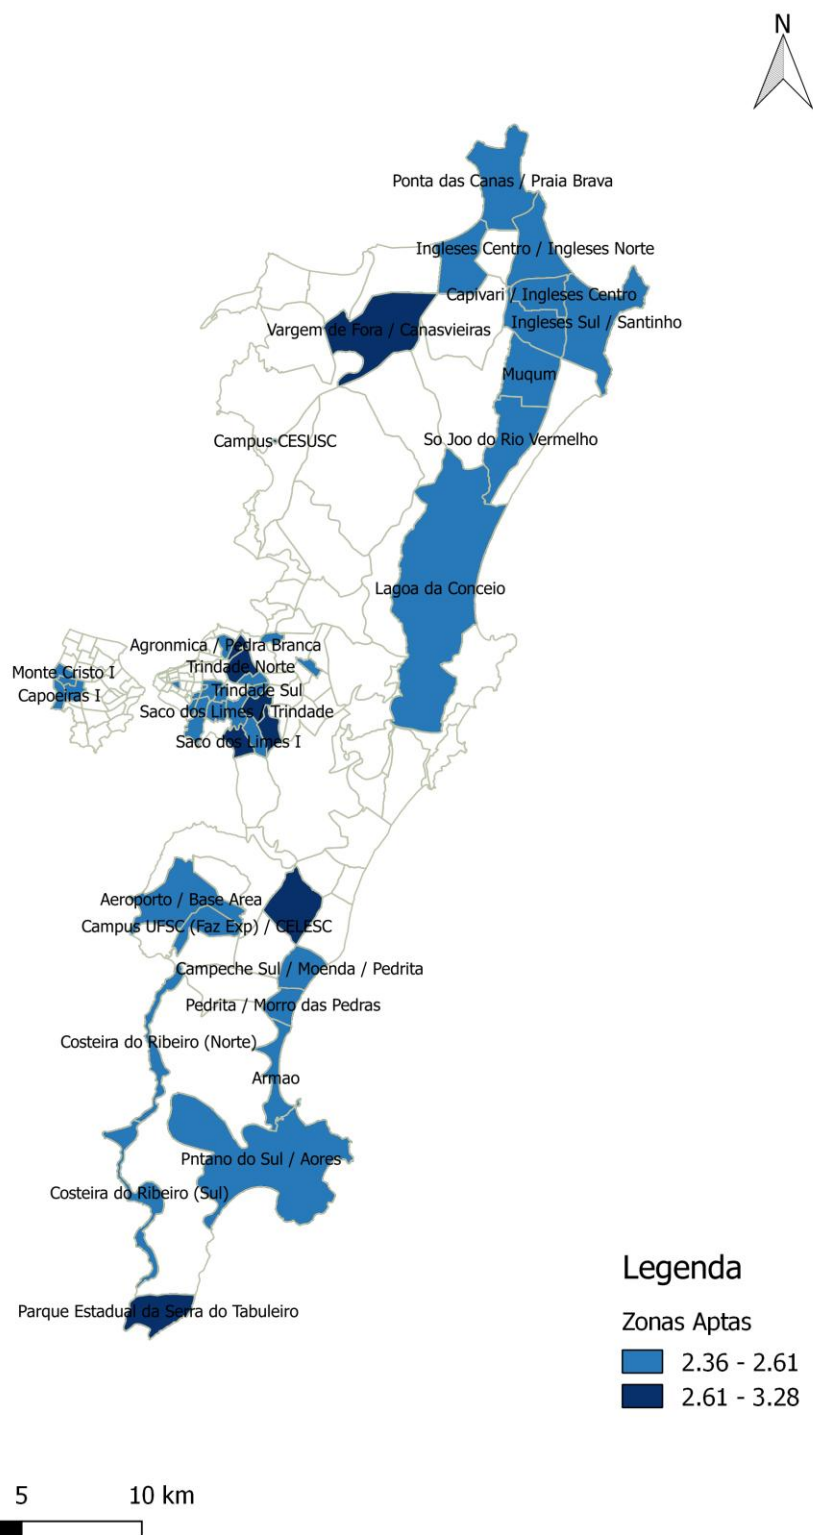 N
Ponta das Canas / Praia Brava
Ingleses Centro / Ingleses Norte
Capivari / Ingleses Centro
Ingleses Sul / Santinho
Vargem de Fora / Canasvieiras
Muqum
So Joo do Rio Vermelho
Campus CESUSC
Lagoa da Conceio
Agronmica / Pedra Branca
Trindade Norte
Monte Cristo I
Trindade Sul
Capoeiras I
Saco dos Limes / Trindade
Saco dos Limes I
Aeroporto / Base Area
Campus UFSC (Faz Exp) / CELESC
Campeche Sul / Moenda / Pedrita
Pedrita / Morro das Pedras
Costeira do Ribeiro (Norte)
Armao
Pntano do Sul / Aores
Costeira do Ribeiro (Sul)
Parque Estadual da Serra do Tabuleiro
Legenda
Zonas Aptas
2.36 - 2.61
2.61 - 3.28
5 10 km